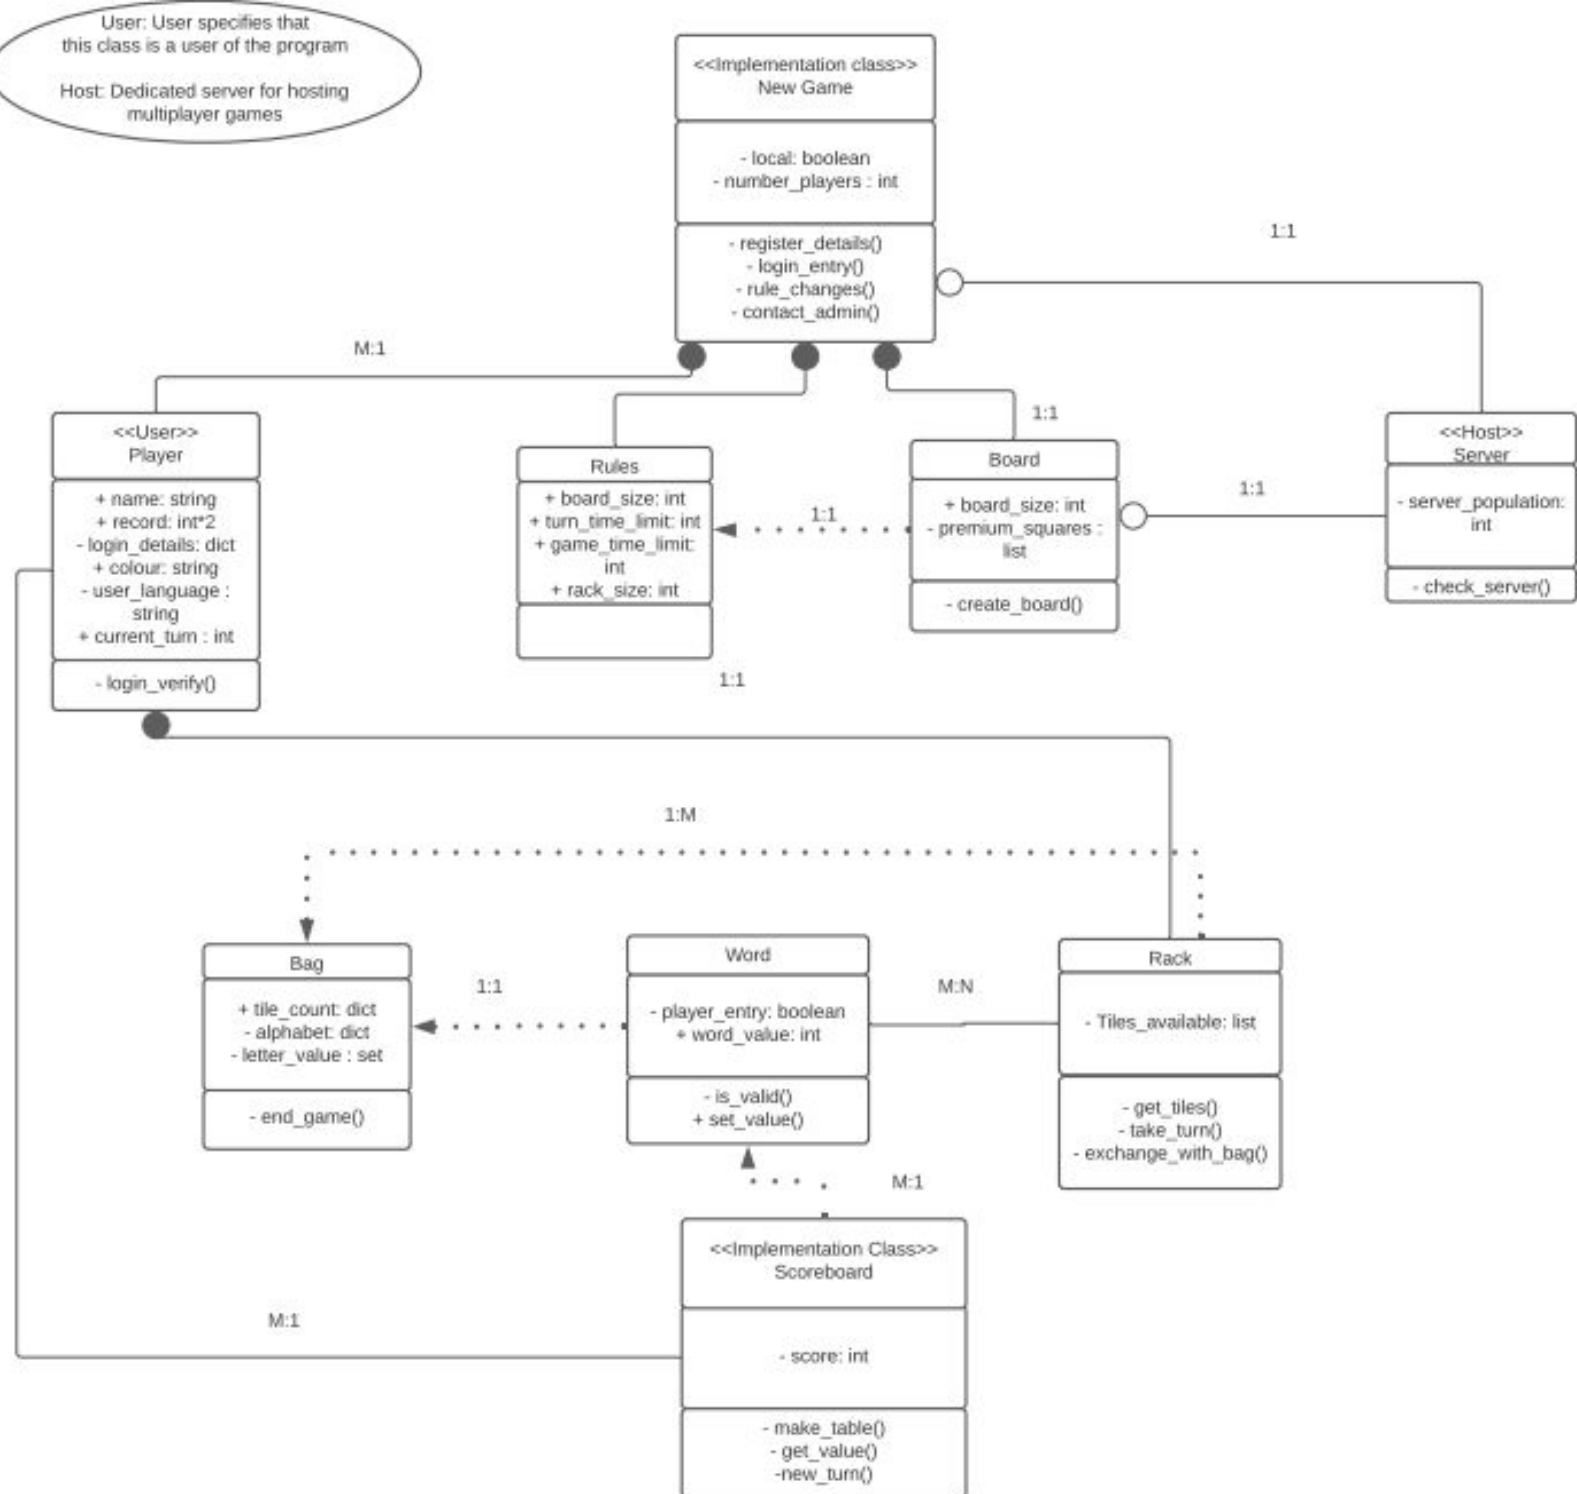 User: User specifies that
this class is a user of the program
Host: Dedicated server for hosting
multiplayer games
<<Implementation class>>
New Game
- local: boolean
- number_players : int
- register_details()
- login_entry()
- rule_changes()
- contact_admin()
1:1
M:1
<<User>>
Player
+ name: string
+ record: int*2
- login_details: dict
+ colour: string
- user_language :
string
+ current_turn : int
- login_verify()
Rules
+ board_size: int
+ turn_time_limit: int
+ game_time_limit:
int
+ rack_size: int
1:1
1:1
Board
+ board_size: int
- premium_squares :
list
- create_board()
1:1
<<Host>>
Server
- server_population:
int
- check_server()
1:1
1:M
Bag
+ tile_count: dict
- alphabet: dict
- letter_value : set
- end_game()
1:1
Word
- player_entry: boolean
+ word_value: int
- is_valid()
+ set_value()
M:N
Rack
- Tiles_available: list
- get_tiles()
- take_turn()
- exchange_with_bag()
M:1
<<Implementation Class>>
Scoreboard
- score: int
- make_table()
- get_value()
-new_turn()
M:1